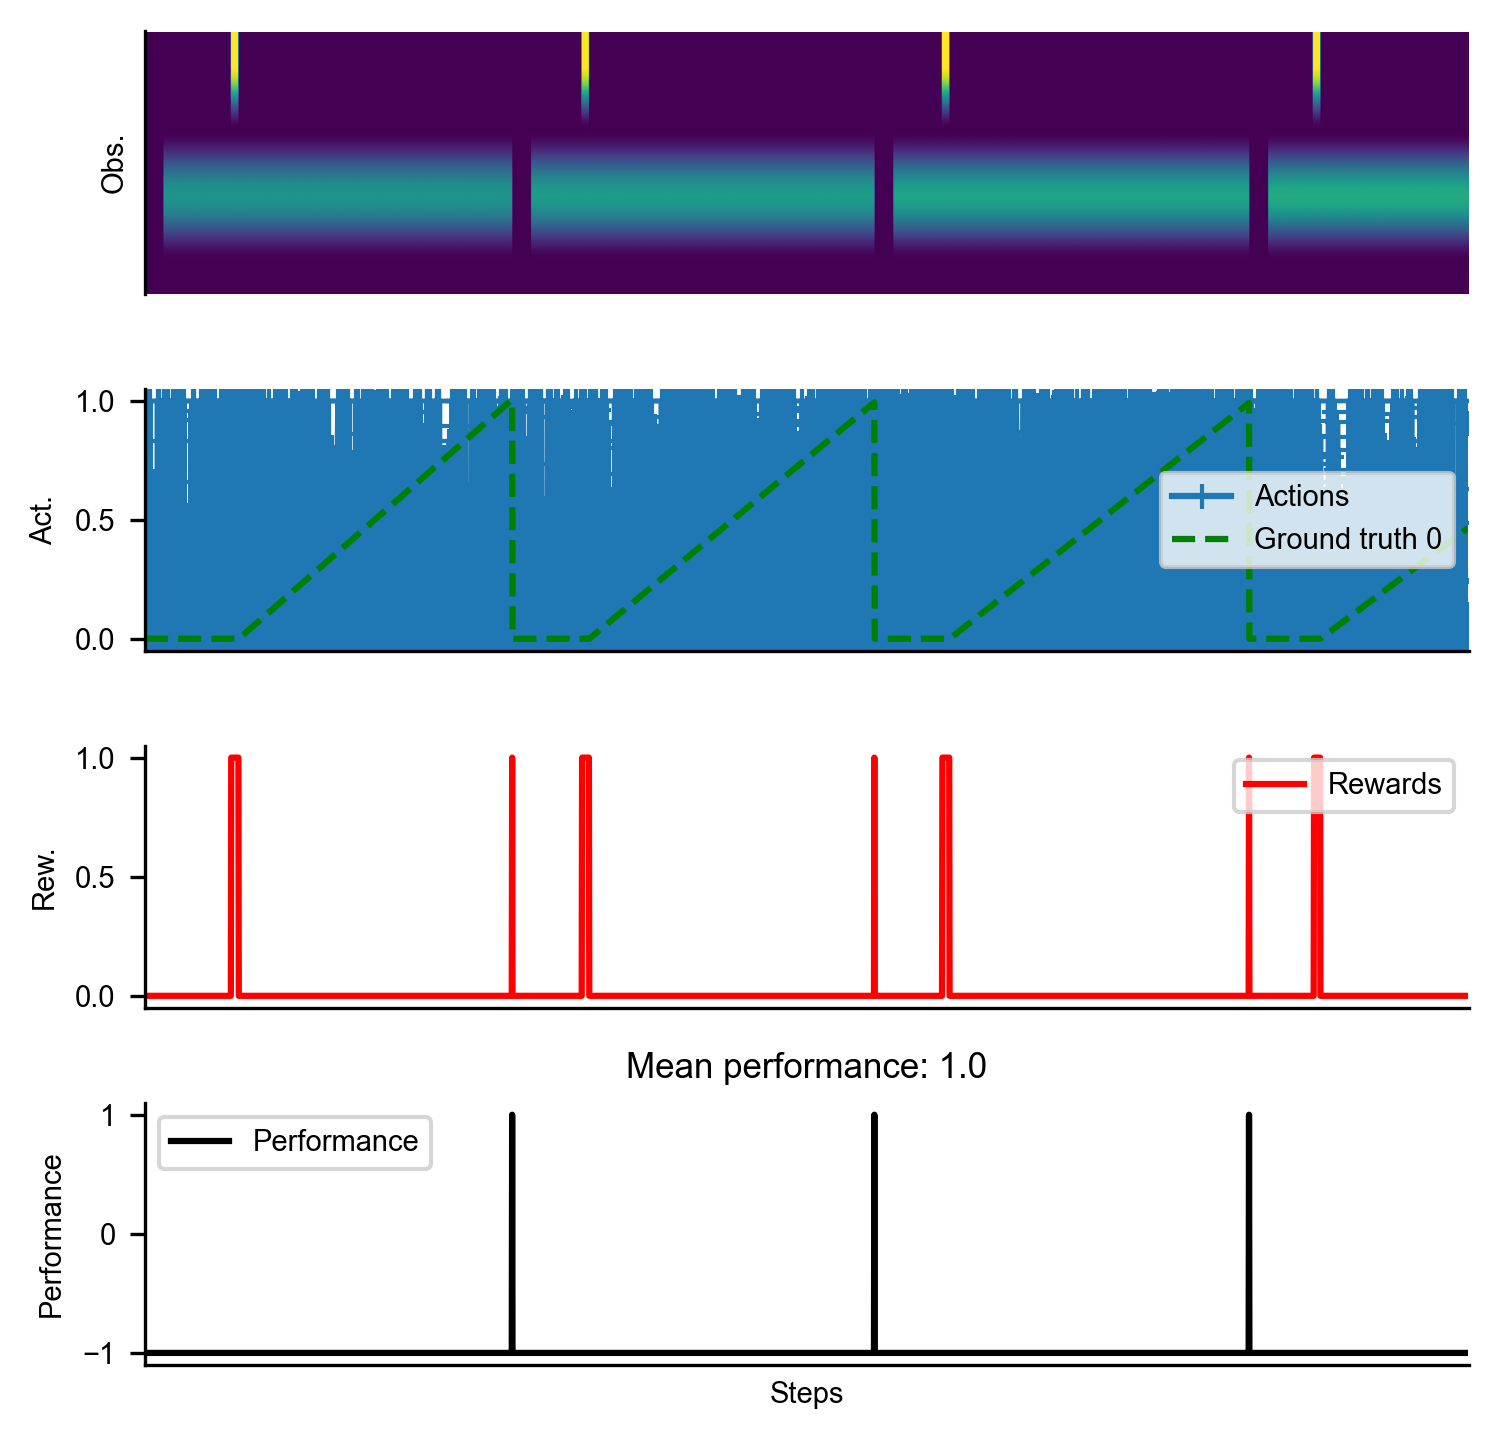 Obs.
1.0
0.5
0.0
Act.
Actions
Ground truth 0
1.0
0.5
0.0
Rew.
Rewards
Mean performance: 1.0
1
0
−1
Performance
Performance
Steps